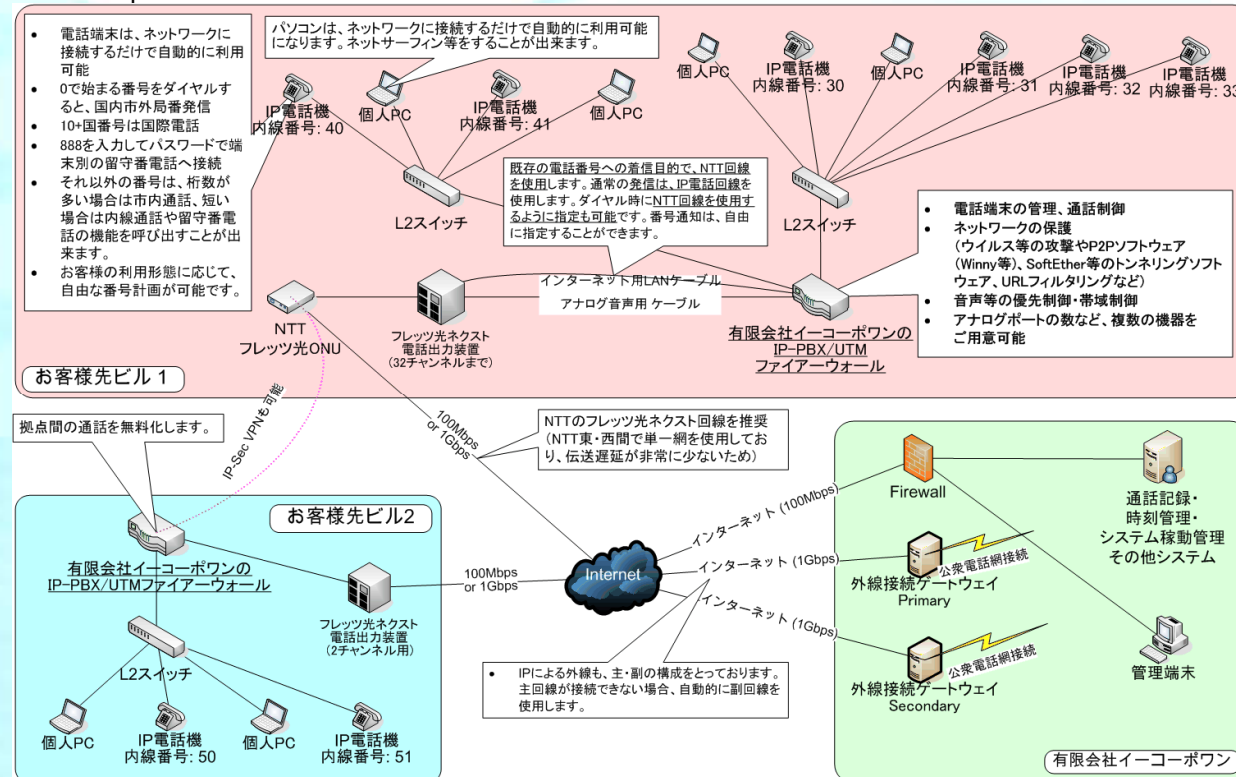 • 電話端末は、ネットワークに
接続するだけで自動的に利用
可能
• 0で始まる番号をダイヤルす
ると、国内市外局番発信
• 10+国番号は国際電話
• 888を入力してパスワードで端
末別の留守番電話へ接続
• それ以外の番号は、桁数が
多い場合は市内通話、短い
場合は内線通話や留守番電
話の機能を呼び出すことが出
来ます。
• お客様の利用形態に応じて、
自由な番号計画が可能です。
パソコンは、ネットワークに接続するだけで自動的に利用可能
になります。ネットサーフィン等をすることが出来ます。
IP電話機
内線番号: 40
個人PC
IP電話機
内線番号: 41
個人PC
個人PC
IP電話機
内線番号: 30
個人PC
IP電話機
内線番号: 31
IP電話機
内線番号: 32
IP電話機
内線番号: 33
L2スイッチ
L2スイッチ
既存の電話番号への着信目的で、NTT回線
を使用します。通常の発信は、IP電話回線を
使用します。ダイヤル時にNTT回線を使用す
るように指定も可能です。番号通知は、自由
に指定することができます。
• 電話端末の管理、通話制御
• ネットワークの保護
(ウイルス等の攻撃やP2Pソフトウェア
(Winny等)、SoftEther等のトンネリングソフト
ウェア、URLフィルタリングなど)
• 音声等の優先制御・帯域制御
• アナログポートの数など、複数の機器を
ご用意可能
インターネット用LANケーブル
アナログ音声用 ケーブル
NTT
フレッツ光ONU
フレッツ光ネクスト
電話出力装置
(32チャンネルまで)
有限会社イーコーポワンの
IP-PBX/UTM
ファイアーウォール
お客様先ビル 1
拠点間の通話を無料化します。
IP-Sec VPNも可能
100Mbps
or 1Gbps
NTTのフレッツ光ネクスト回線を推奨
(NTT東・西間で単一網を使用してお
り、伝送遅延が非常に少ないため)
お客様先ビル2
有限会社イーコーポワンの
IP-PBX/UTMファイアーウォール
フレッツ光ネクスト
電話出力装置
(2チャンネル用)
100Mbps
or 1Gbps
Internet
L2スイッチ
個人PC
IP電話機
内線番号: 50
個人PC
IP電話機
内線番号: 51
インターネット (100Mbps)
インターネット (1Gbps)
インターネット (1Gbps)
• IPによる外線も、主・副の構成をとっております。
主回線が接続できない場合、自動的に副回線を
使用します。
Firewall
通話記録・
時刻管理・
システム稼動管理
その他システム
公衆電話網接続
外線接続ゲートウェイ
Primary
公衆電話網接続
外線接続ゲートウェイ
Secondary
管理端末
有限会社イーコーポワン